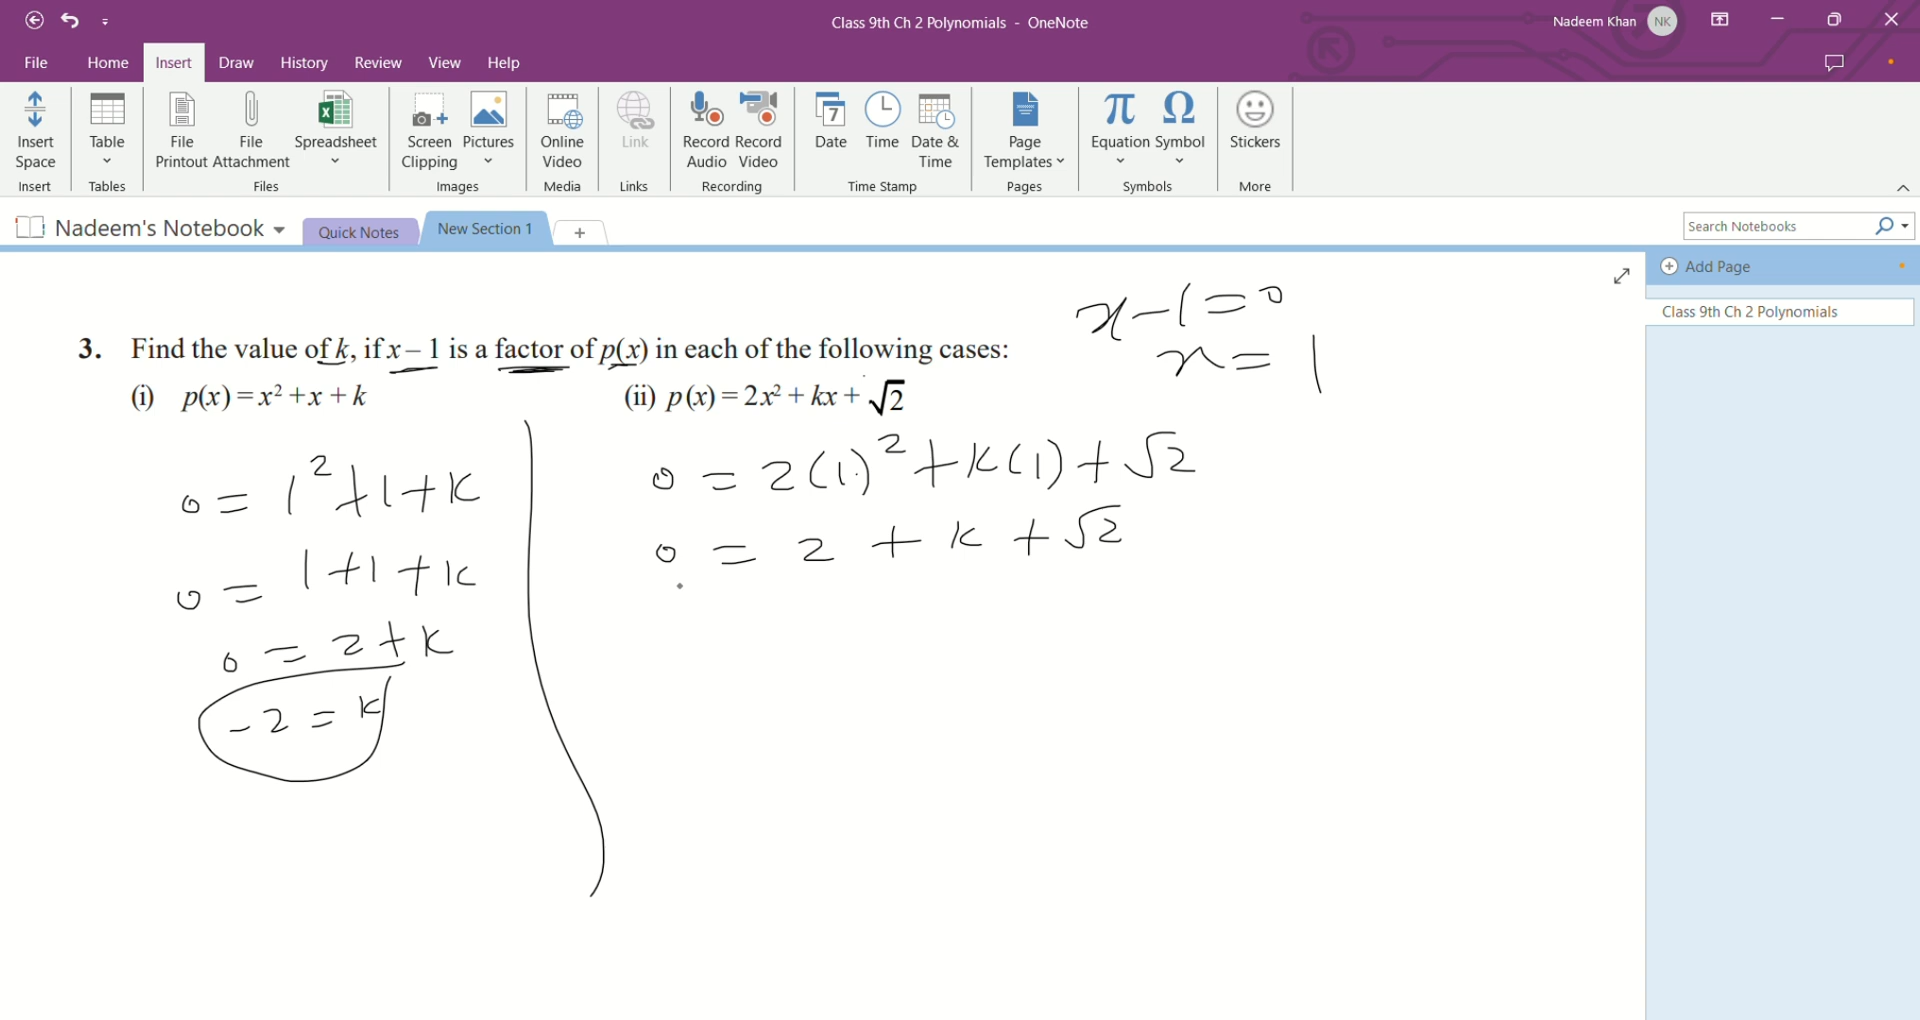 Class 9th Ch 2 Polynomials - OneNote
Nadeem Khan NK
File Home Insert Draw History Review View Help
Insert Space
Table
File Printout
File Attachment
Spreadsheet
Screen Clipping
Pictures
Online Video
Link
Record Audio
Record Video
7
Date
Time
Date & Time
Page Templates
π
Equation
Ω
Symbol
Stickers
Insert Tables Files Images Media Links Recording Time Stamp Pages Symbols More
Nadeem's Notebook Quick Notes New Section 1 +
Search Notebooks
Add Page
Class 9th Ch 2 Polynomials
x-1=0
x=1
3. Find the value of k, if x – 1 is a factor of p(x) in each of the following cases:
(i) p(x) = x² + x + k (ii) p(x) = 2x² + kx + √2
0 = 1² + 1 + k
0 = 1 + 1 + k
0 = 2 + k
-2 = k
0 = 2(1)² + k(1) + √2
0 = 2 + k + √2